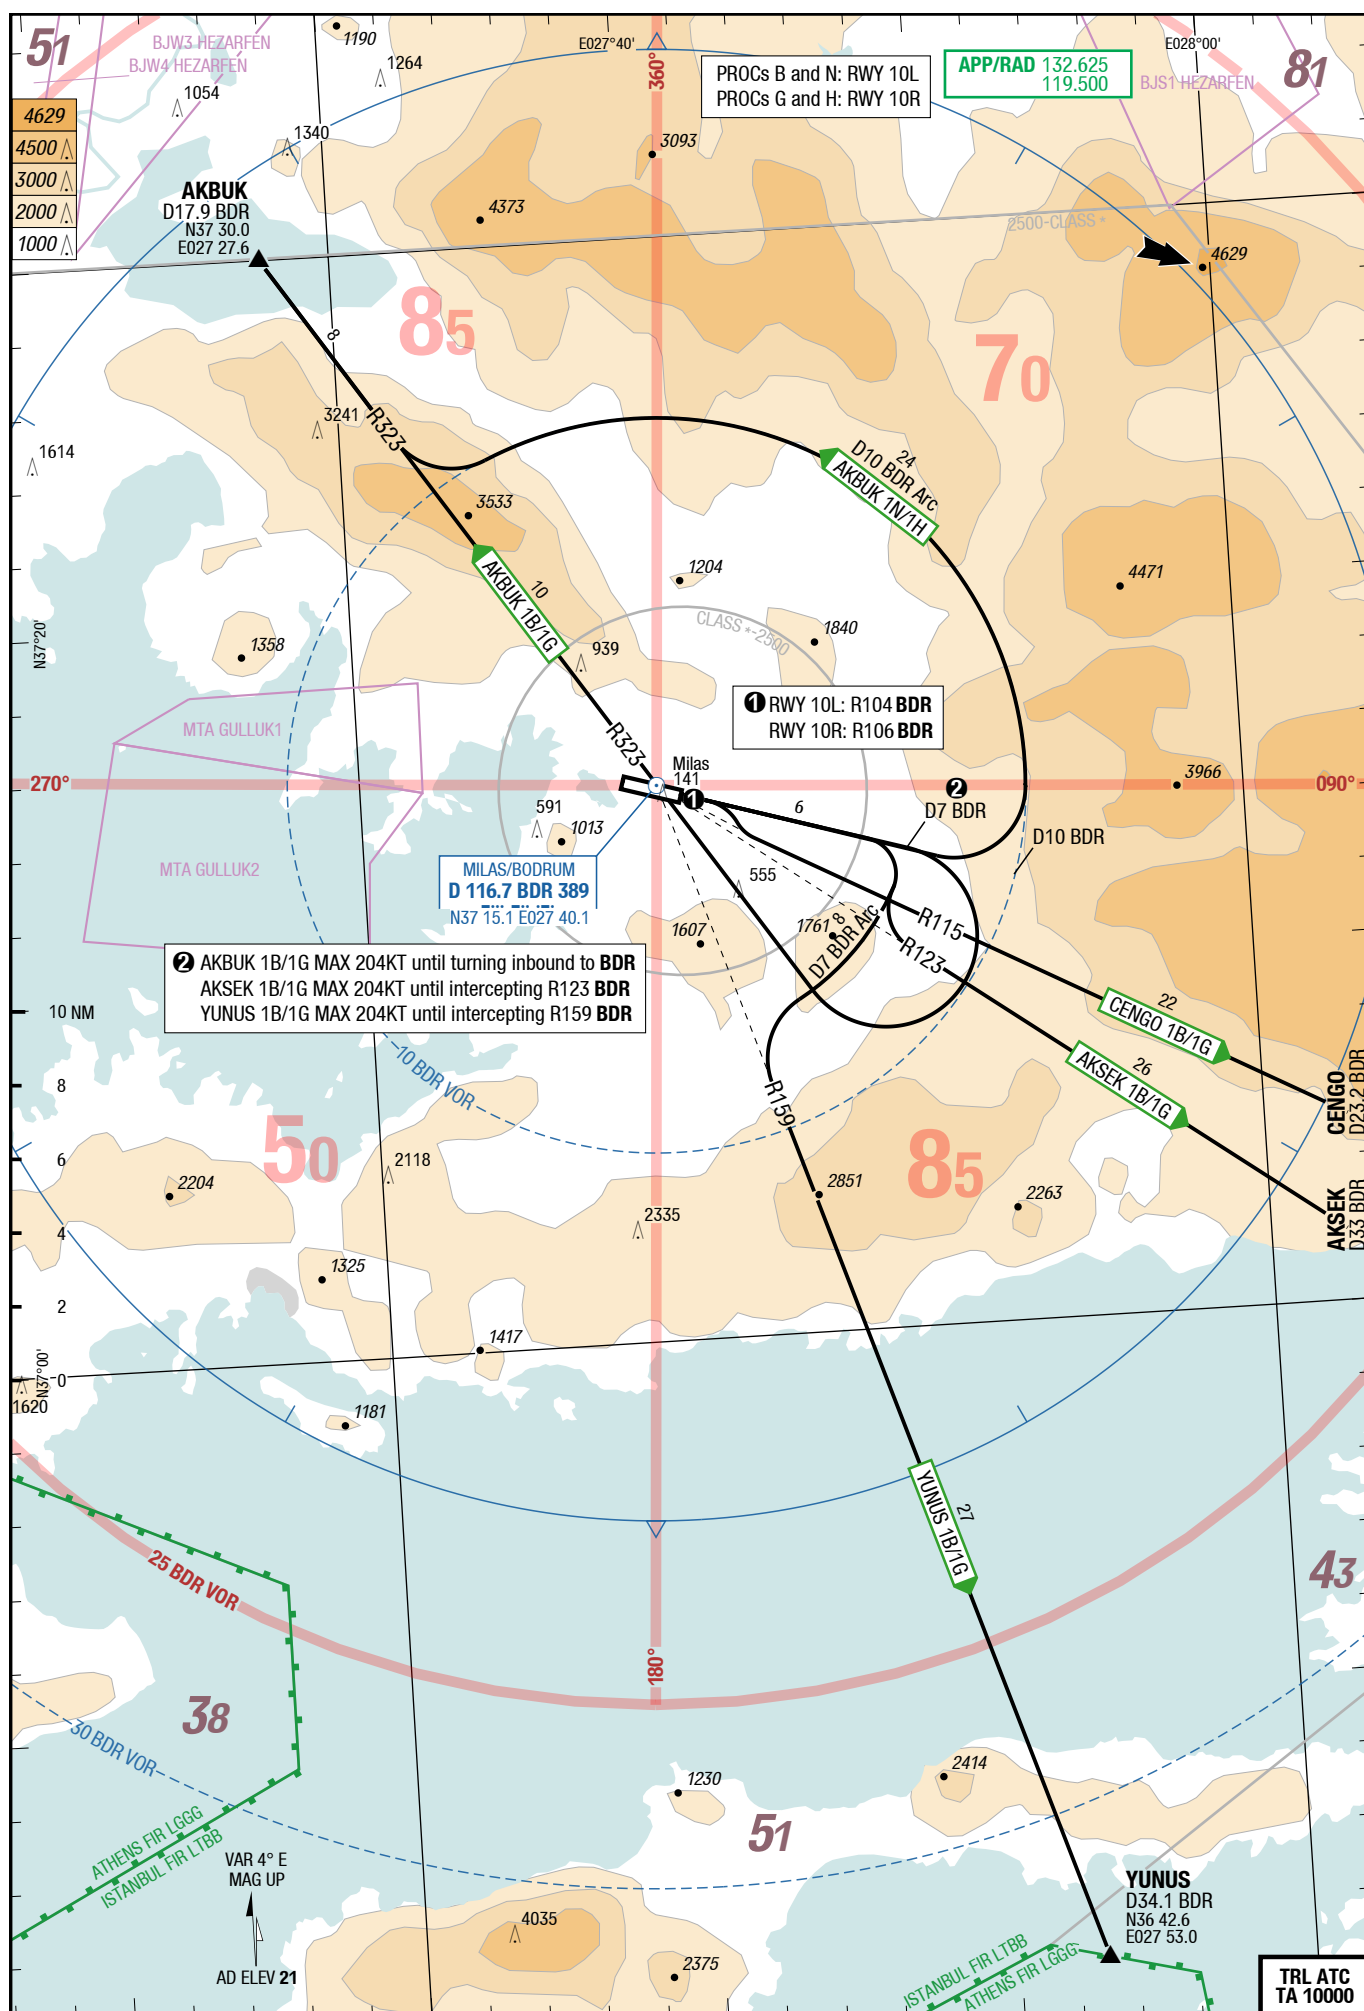 51
BJW3 HEZARFEN
BJW4 HEZARFEN
1190
1264
1054
1340
E027°40'
360°
PROCs B and N: RWY 10L
PROCs G and H: RWY 10R
APP/RAD 132.625
119.500
E028°00'
81
BJS1 HEZARFEN
4629
4500
3000
2000
1000
AKBUK
D17.9 BDR
N37 30.0
E027 27.6
3093
4373
2500-CLASS *
4629
85
70
8
3241
R323
1614
3533
24
D10 BDR Arc
AKBUK 1N/1H
10
AKBUK 1B/1G
1204
4471
N37°20'
1358
939
CLASS *-2500
1840
MTA GULLUK1
❶ RWY 10L: R104 BDR
RWY 10R: R106 BDR
R323
Milas
141
270°
3966
090°
❶
6
❷
D7 BDR
591
1013
D10 BDR
MTA GULLUK2
MILAS/BODRUM
D 116.7 BDR 389
N37 15.1 E027 40.1
555
1607
1761
8
D7 BDR Arc
R115
R123
❷ AKBUK 1B/1G MAX 204KT until turning inbound to BDR
AKSEK 1B/1G MAX 204KT until intercepting R123 BDR
YUNUS 1B/1G MAX 204KT until intercepting R159 BDR
22
CENGO 1B/1G
26
AKSEK 1B/1G
10 NM
8
6
4
2
0
10 BDR VOR
R159
CENGO
D23.2 BDR
AKSEK
D33 BDR
50
85
2118
2204
2851
2263
2335
1325
1417
N37°00'
1620
1181
27
YUNUS 1B/1G
25 BDR VOR
43
180°
38
30 BDR VOR
1230
2414
51
ATHENS FIR LGGG
ISTANBUL FIR LTBB
VAR 4° E
MAG UP
AD ELEV 21
4035
2375
YUNUS
D34.1 BDR
N36 42.6
E027 53.0
ISTANBUL FIR LTBB
ATHENS FIR LGGG
TRL ATC
TA 10000